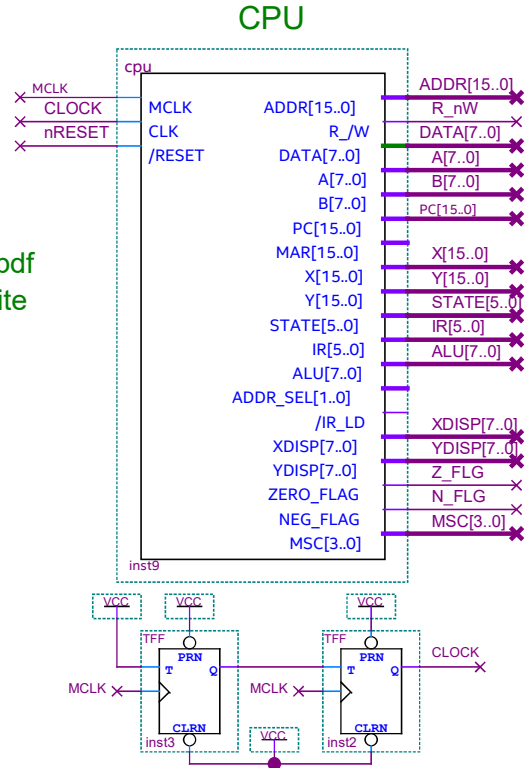 CPU
cpu
MCLK
CLOCK
nRESET
MCLK
CLK
/RESET
ADDR[15..0]
R_/W
DATA[7..0]
A[7..0]
B[7..0]
PC[15..0]
MAR[15..0]
X[15..0]
Y[15..0]
STATE[5..0]
IR[5..0]
ALU[7..0]
ADDR_SEL[1..0]
/IR_LD
XDISP[7..0]
YDISP[7..0]
ZERO_FLAG
NEG_FLAG
MSC[3..0]
ADDR[15..0]
R_nW
DATA[7..0]
A[7..0]
B[7..0]
PC[15..0]
X[15..0]
Y[15..0]
STATE[5..0]
IR[5..0]
ALU[7..0]
XDISP[7..0]
YDISP[7..0]
Z_FLG
N_FLG
MSC[3..0]
inst9
VCC
VCC
VCC
TFF
PRN
T
Q
MCLK
CLRN
inst3
TFF
PRN
T
Q
MCLK
CLRN
inst2
CLOCK
VCC